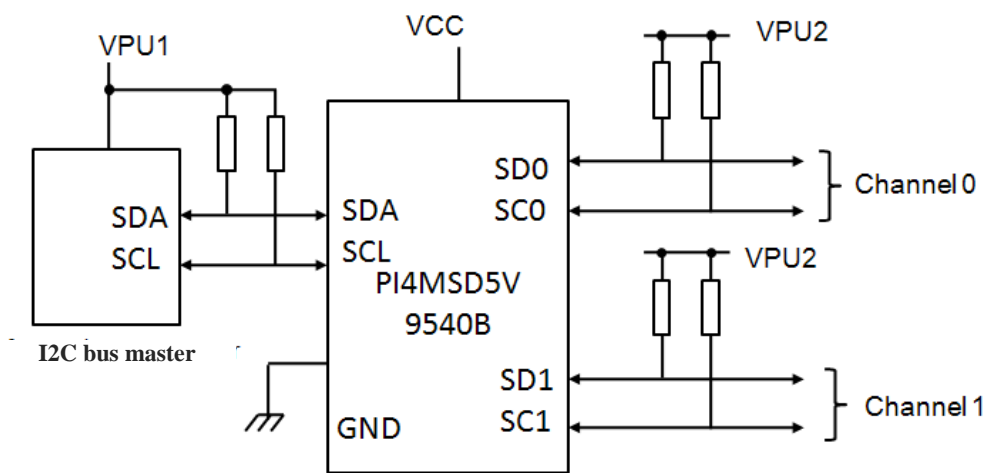 VPU1
VCC
VPU2
SDA
SCL
I2C bus master
SDA
SCL
PI4MSD5V
9540B
GND
SD0
SC0
Channel 0
VPU2
SD1
SC1
Channel 1